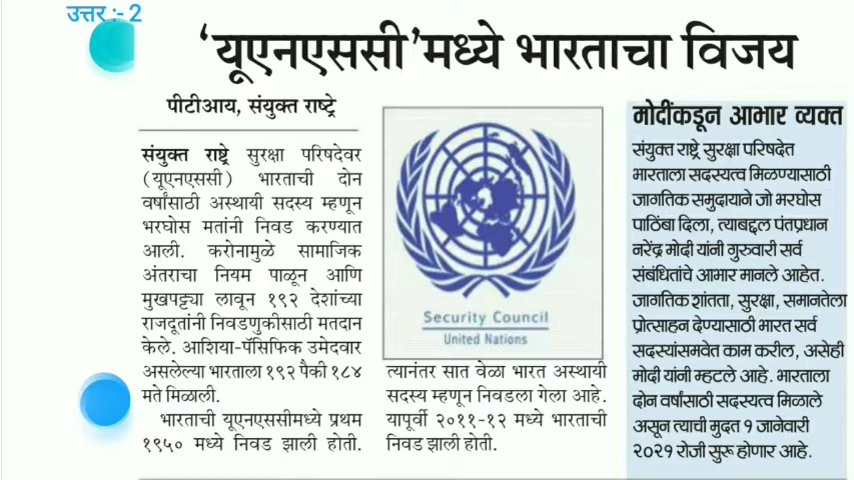 उत्तर :- 2
‘यूएनएससी’मध्ये भारताचा विजय
पीटीआय, संयुक्त राष्ट्रे
संयुक्त राष्ट्रे सुरक्षा परिषदेवर
(यूएनएससी) भारताची दोन
वर्षांसाठी अस्थायी सदस्य म्हणून
भरघोस मतांनी निवड करण्यात
आली. करोनामुळे सामाजिक
अंतराचा नियम पाळून आणि
मुखपट्ट्या लावून १९२ देशांच्या
राजदूतांनी निवडणुकीसाठी मतदान
केले. आशिया-पॅसिफिक उमेदवार
असलेल्या भारताला १९२ पैकी १८४
मते मिळाली.
भारताची यूएनएससीमध्ये प्रथम
१९५० मध्ये निवड झाली होती.
Security Council
United Nations
त्यानंतर सात वेळा भारत अस्थायी
सदस्य म्हणून निवडला गेला आहे.
यापूर्वी २०११-१२ मध्ये भारताची
निवड झाली होती.
मोदींकडून आभार व्यक्त
संयुक्त राष्ट्रे सुरक्षा परिषदेत
भारताला सदस्यत्व मिळण्यासाठी
जागतिक समुदायाने जो भरघोस
पाठिंबा दिला, त्याबद्दल पंतप्रधान
नरेंद्र मोदी यांनी गुरुवारी सर्व
संबंधितांचे आभार मानले आहेत.
जागतिक शांतता, सुरक्षा, समानतेला
प्रोत्साहन देण्यासाठी भारत सर्व
सदस्यांसमवेत काम करील, असेही
मोदी यांनी म्हटले आहे. भारताला
दोन वर्षांसाठी सदस्यत्व मिळाले
असून त्याची मुदत १ जानेवारी
२०२१ रोजी सुरू होणार आहे.